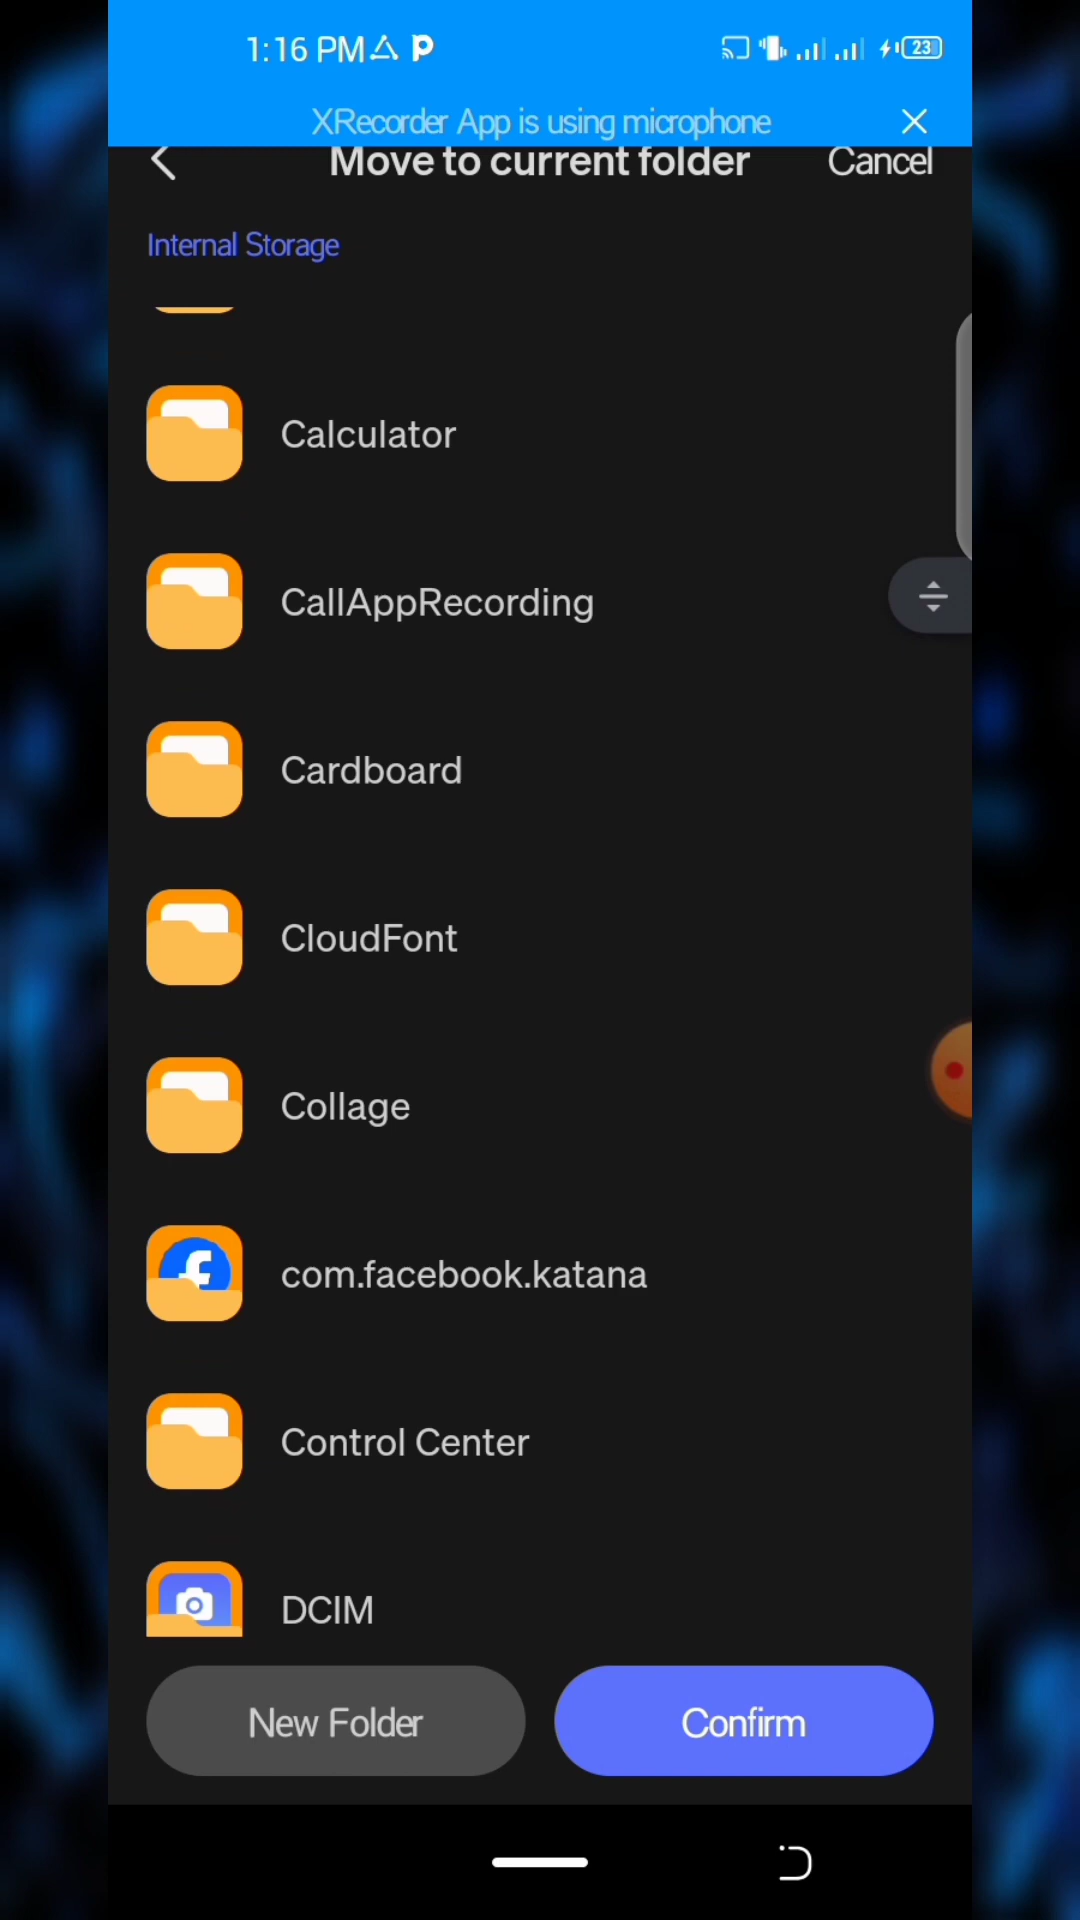 1:16 PM
23
XRecorder App is using microphone
Move to current folder
Cancel
Internal Storage
Calculator
CallAppRecording
Cardboard
CloudFont
Collage
com.facebook.katana
Control Center
DCIM
New Folder
Confirm